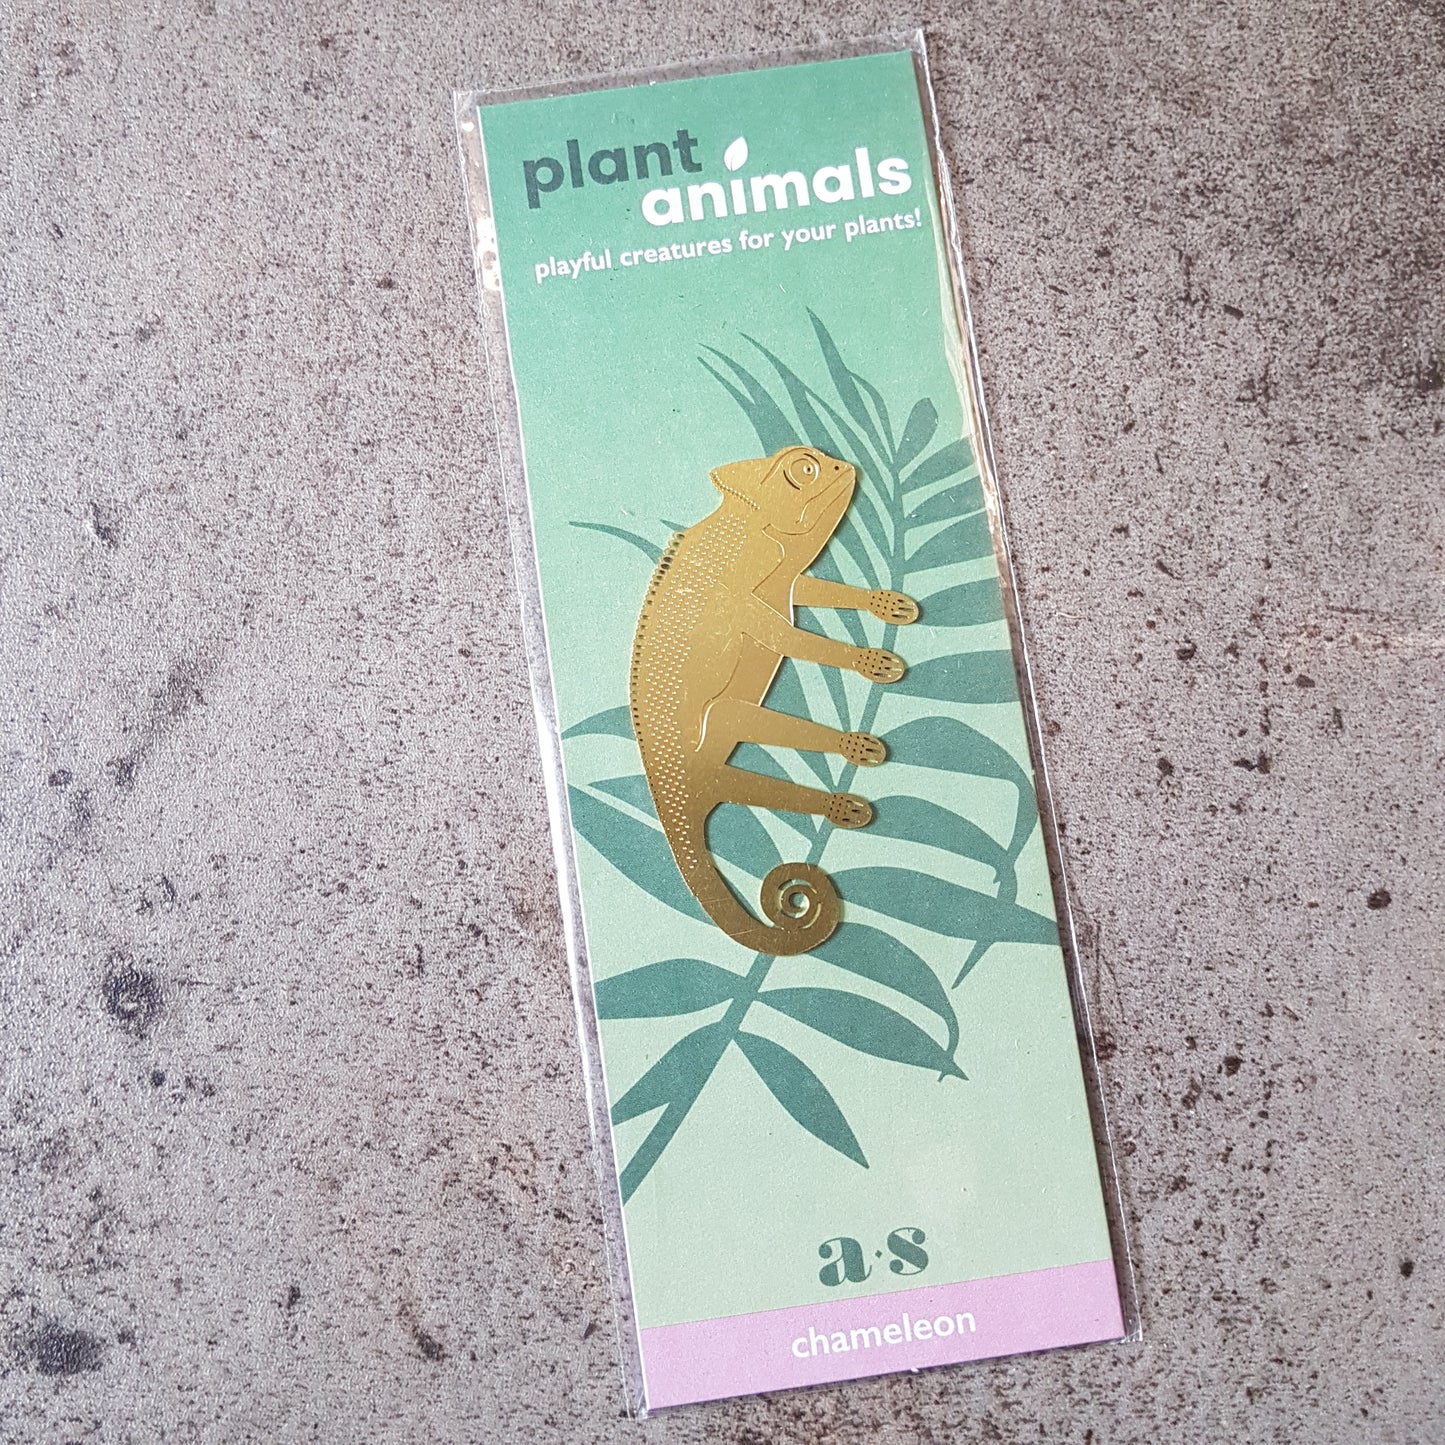 plant
animals
playful creatures for your plants!
a·s
chameleon